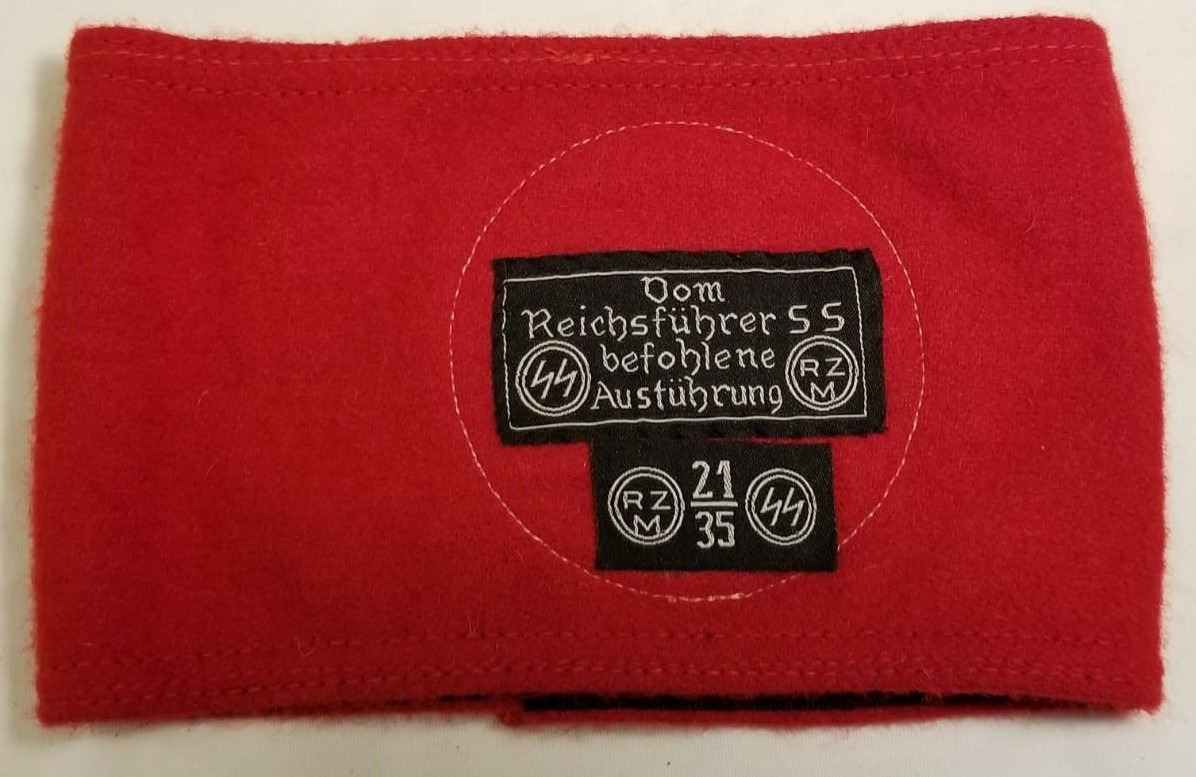 Vom
Reichsführer SS
befohlene
Ausführung
RZM
RZM 21/35